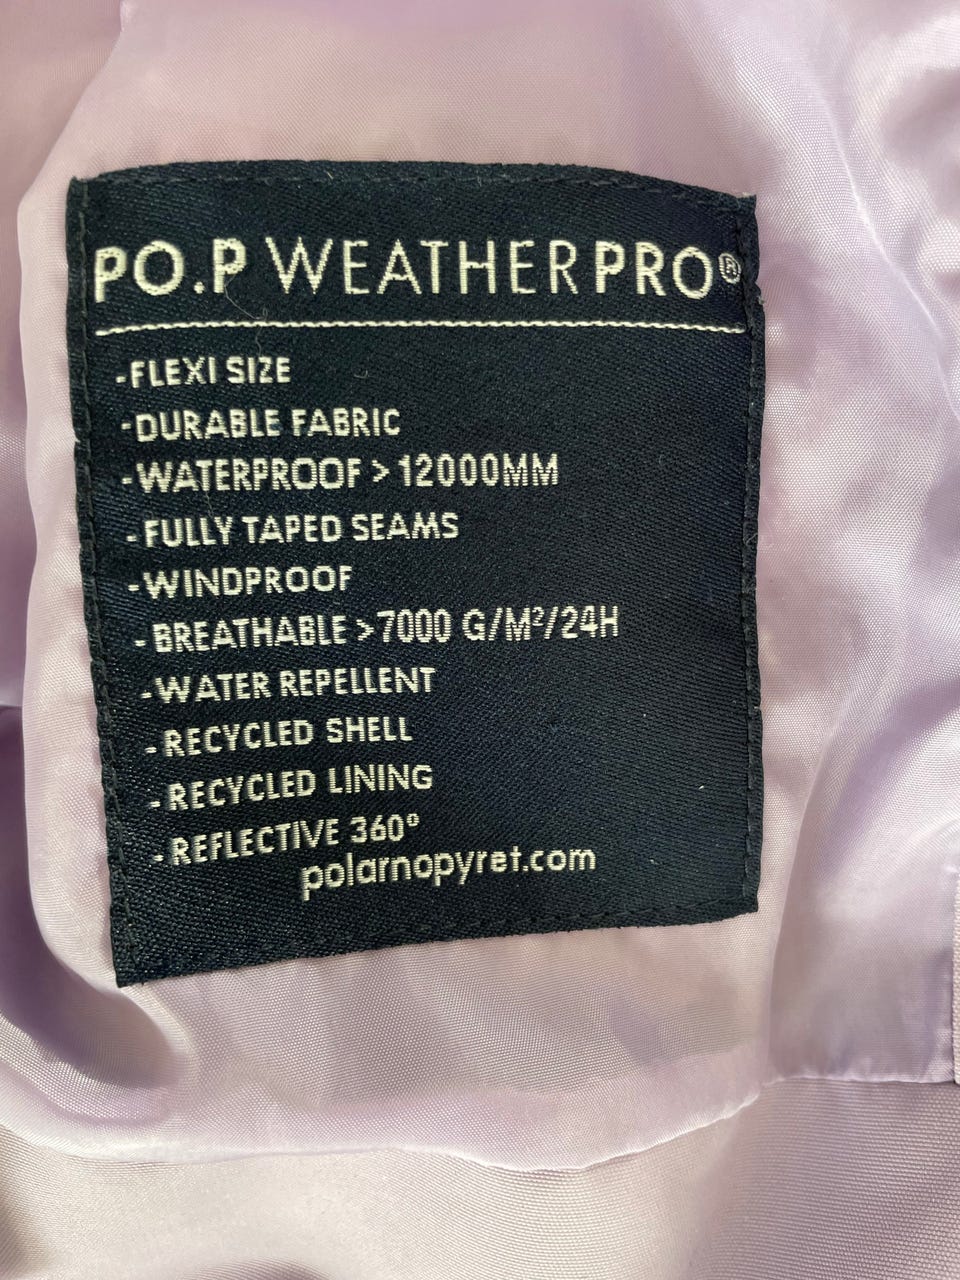 PO.P WEATHERPRO®
-FLEXI SIZE
-DURABLE FABRIC
-WATERPROOF > 12000MM
-FULLY TAPED SEAMS
-WINDPROOF
-BREATHABLE >7000 G/M²/24H
-WATER REPELLENT
-RECYCLED SHELL
-RECYCLED LINING
-REFLECTIVE 360°
polarnopyret.com